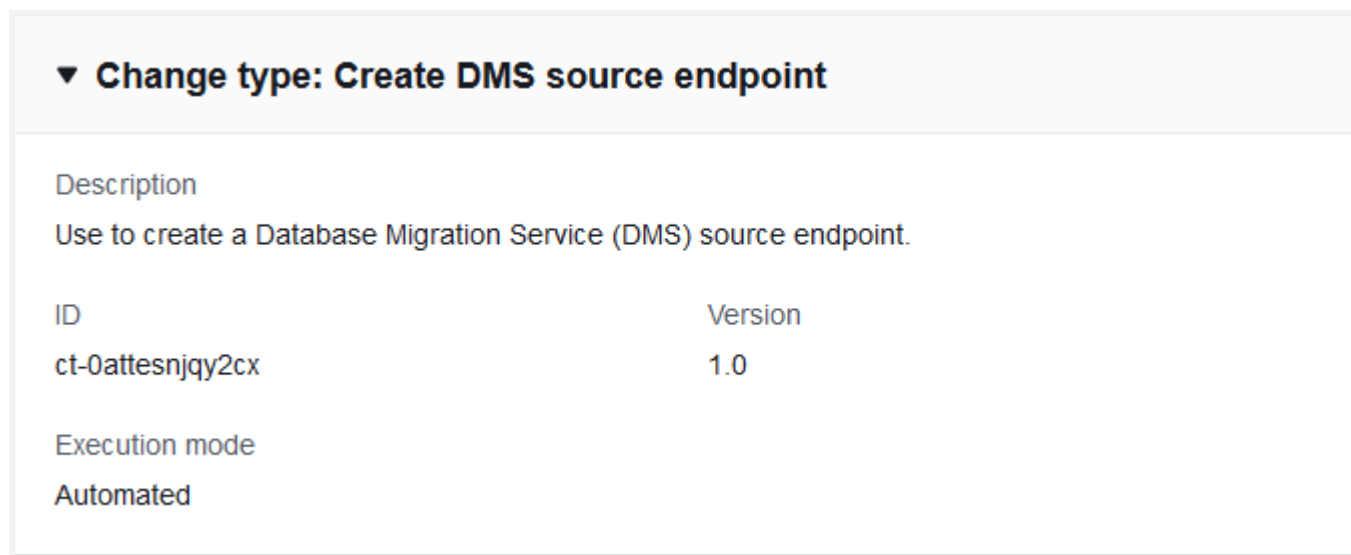 ▼ Change type: Create DMS source endpoint
Description
Use to create a Database Migration Service (DMS) source endpoint.
ID
Version
ct-0attesnjqy2cx
1.0
Execution mode
Automated